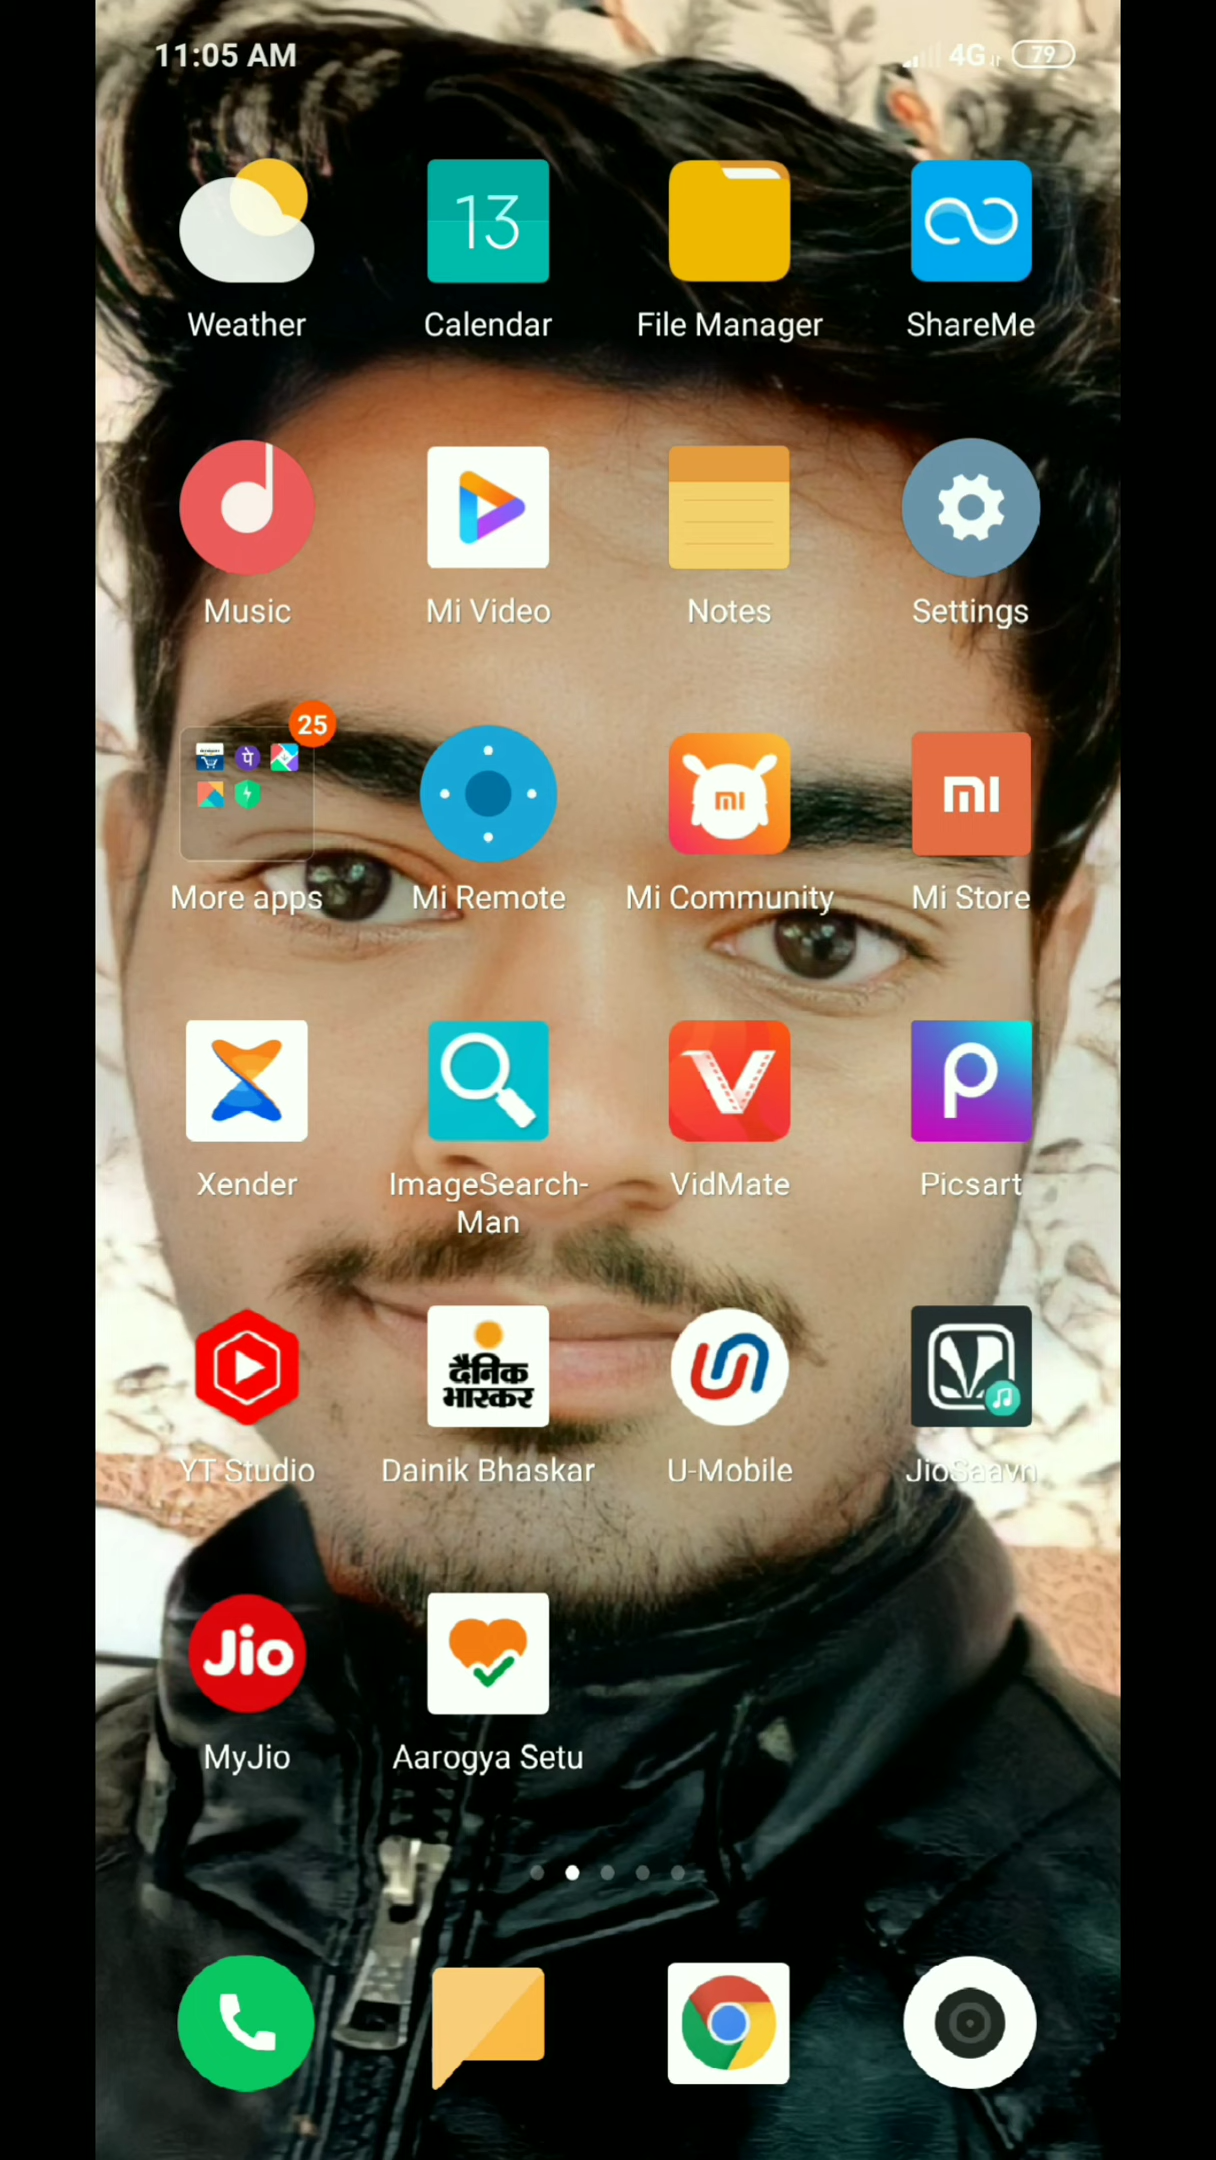 11:05 AM 4G 79
13
Weather Calendar File Manager ShareMe
Music Mi Video Notes Settings
25
पे
mi mi
More apps Mi Remote Mi Community Mi Store
Xender ImageSearch- VidMate Picsart
Man
दैनिक
भास्कर
YT Studio Dainik Bhaskar U-Mobile JioSaavn
Jio
MyJio Aarogya Setu